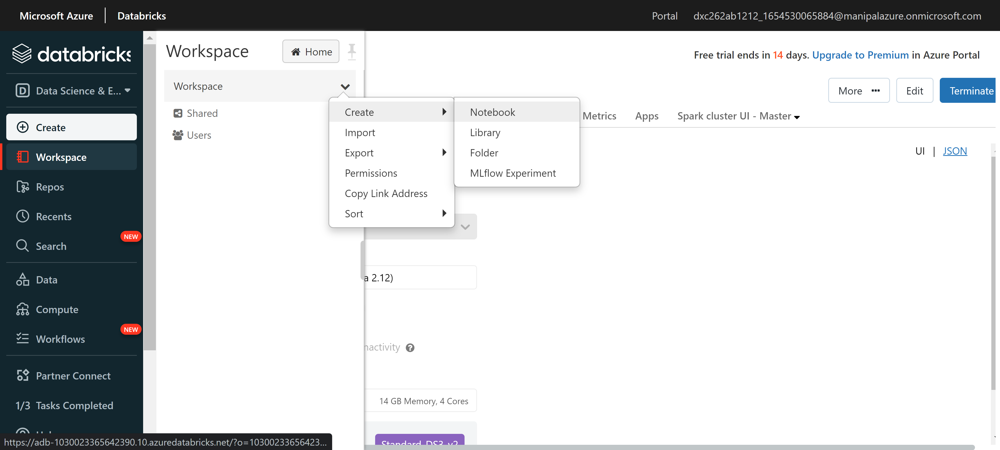 Microsoft Azure | Databricks
Portal dxc262ab1212_1654530065884@manipalazure.onmicrosoft.com
databricks
Data Science & E...
Create
Workspace
Repos
Recents
NEW
Search
Data
Compute
NEW
Workflows
Partner Connect
1/3 Tasks Completed
https://adb-1030023365642390.10.azuredatabricks.net/?o=10300233656423...
Workspace
Home
Workspace
Shared
Users
Create
Import
Export
Permissions
Copy Link Address
Sort
Notebook
Library
Folder
MLflow Experiment
Free trial ends in 14 days. Upgrade to Premium in Azure Portal
More ... Edit Terminate
Metrics Apps Spark cluster UI - Master
UI | JSON
a 2.12)
nactivity ?
14 GB Memory, 4 Cores
Standard_DS3_v2